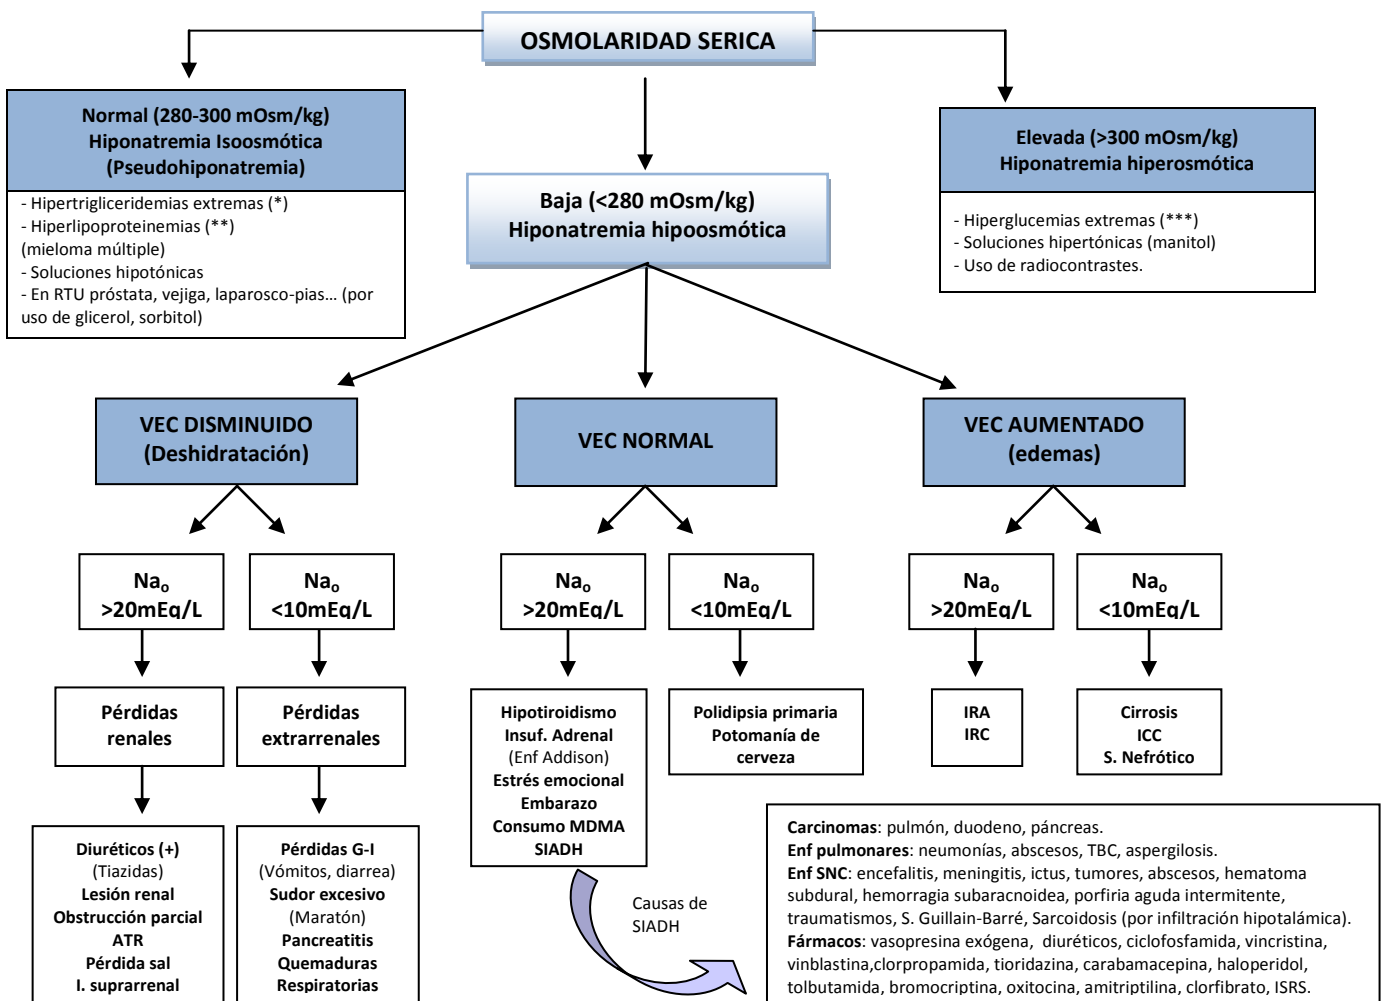 OSMOLARIDAD SERICA
Normal (280-300 mOsm/kg)
Hiponatremia Isoosmótica
(Pseudohiponatremia)
- Hipertrigliceridemias extremas (*)
- Hiperlipoproteinemias (**)
(mieloma múltiple)
- Soluciones hipotónicas
- En RTU próstata, vejiga, laparosco-pias... (por
uso de glicerol, sorbitol)
Baja (<280 mOsm/kg)
Hiponatremia hipoosmótica
Elevada (>300 mOsm/kg)
Hiponatremia hiperosmótica
- Hiperglucemias extremas (***)
- Soluciones hipertónicas (manitol)
- Uso de radiocontrastes.
VEC DISMINUIDO
(Deshidratación)
VEC NORMAL
VEC AUMENTADO
(edemas)
Na₀
>20mEq/L
Na₀
<10mEq/L
Na₀
>20mEq/L
Na₀
<10mEq/L
Na₀
>20mEq/L
Na₀
<10mEq/L
Pérdidas
renales
Pérdidas
extrarrenales
Hipotiroidismo
Insuf. Adrenal
(Enf Addison)
Estrés emocional
Embarazo
Consumo MDMA
SIADH
Polidipsia primaria
Potomanía de
cerveza
IRA
IRC
Cirrosis
ICC
S. Nefrótico
Diuréticos (+)
(Tiazidas)
Lesión renal
Obstrucción parcial
ATR
Pérdida sal
I. suprarrenal
Pérdidas G-I
(Vómitos, diarrea)
Sudor excesivo
(Maratón)
Pancreatitis
Quemaduras
Respiratorias
Causas de
SIADH
Carcinomas: pulmón, duodeno, páncreas.
Enf pulmonares: neumonías, abscesos, TBC, aspergilosis.
Enf SNC: encefalitis, meningitis, ictus, tumores, abscesos, hematoma
subdural, hemorragia subaracnoidea, porfiria aguda intermitente,
traumatismos, S. Guillain-Barré, Sarcoidosis (por infiltración hipotalámica).
Fármacos: vasopresina exógena, diuréticos, ciclofosfamida, vincristina,
vinblastina,clorpropamida, tioridazina, carabamacepina, haloperidol,
tolbutamida, bromocriptina, oxitocina, amitriptilina, clorfibrato, ISRS.